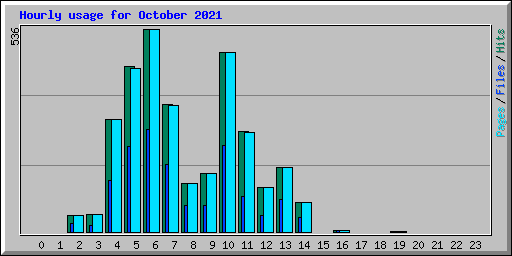 Hourly usage for October 2021
536
Pages/Files/Hits
0 1 2 3 4 5 6 7 8 9 10 11 12 13 14 15 16 17 18 19 20 21 22 23